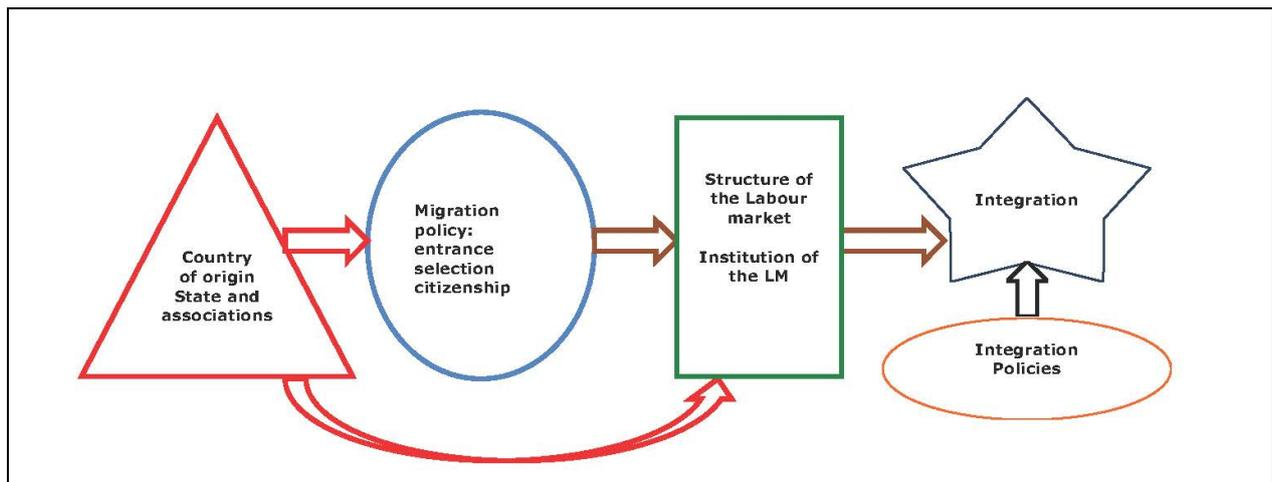 Country
of origin
State and
associations
Migration
policy:
entrance
selection
citizenship
Structure of
the Labour
market
Institution of
the LM
Integration
Integration
Policies